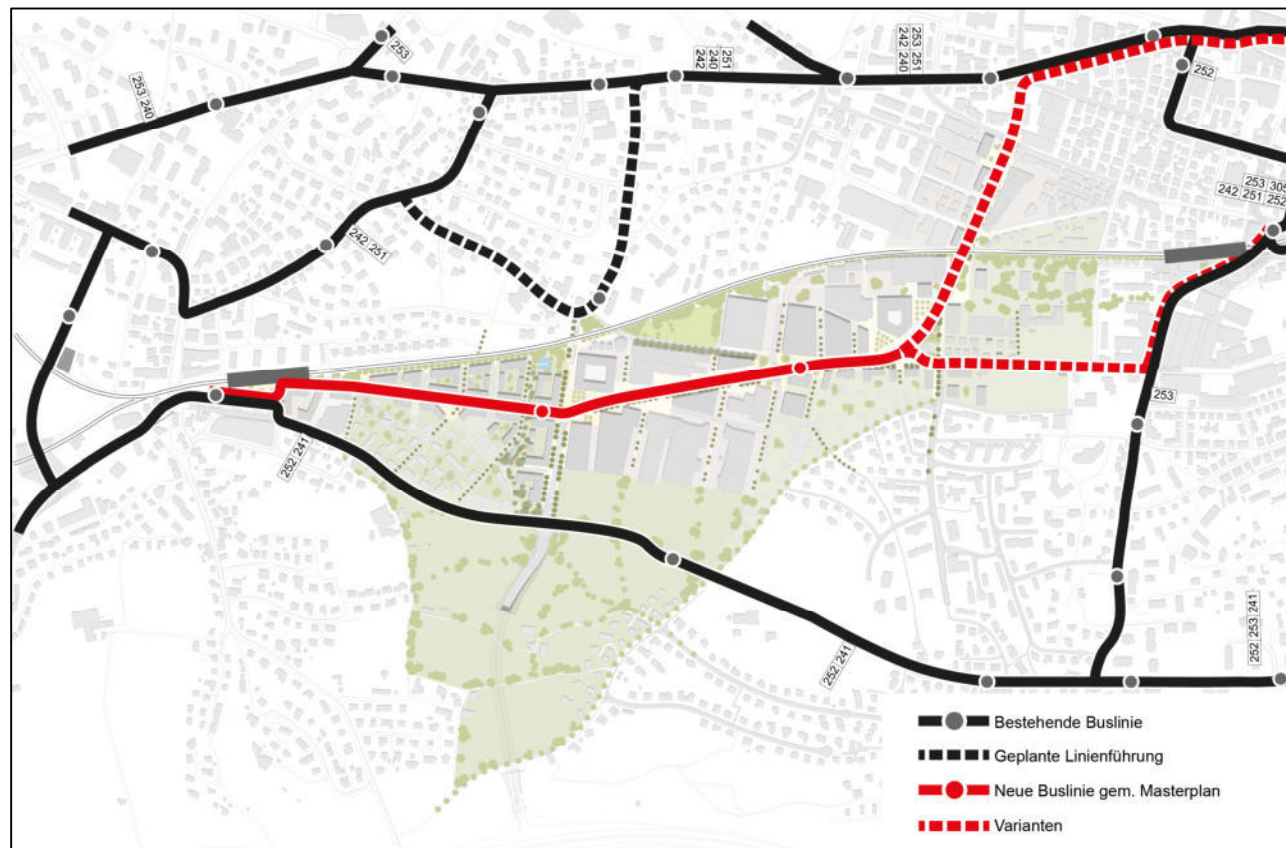 253
253 240
251
240
242
253 251
242 240
252
253 305
242 251 252
242 251
253
252 241
252 241
252 253 241
Bestehende Buslinie
Geplante Linienführung
Neue Buslinie gem. Masterplan
Varianten